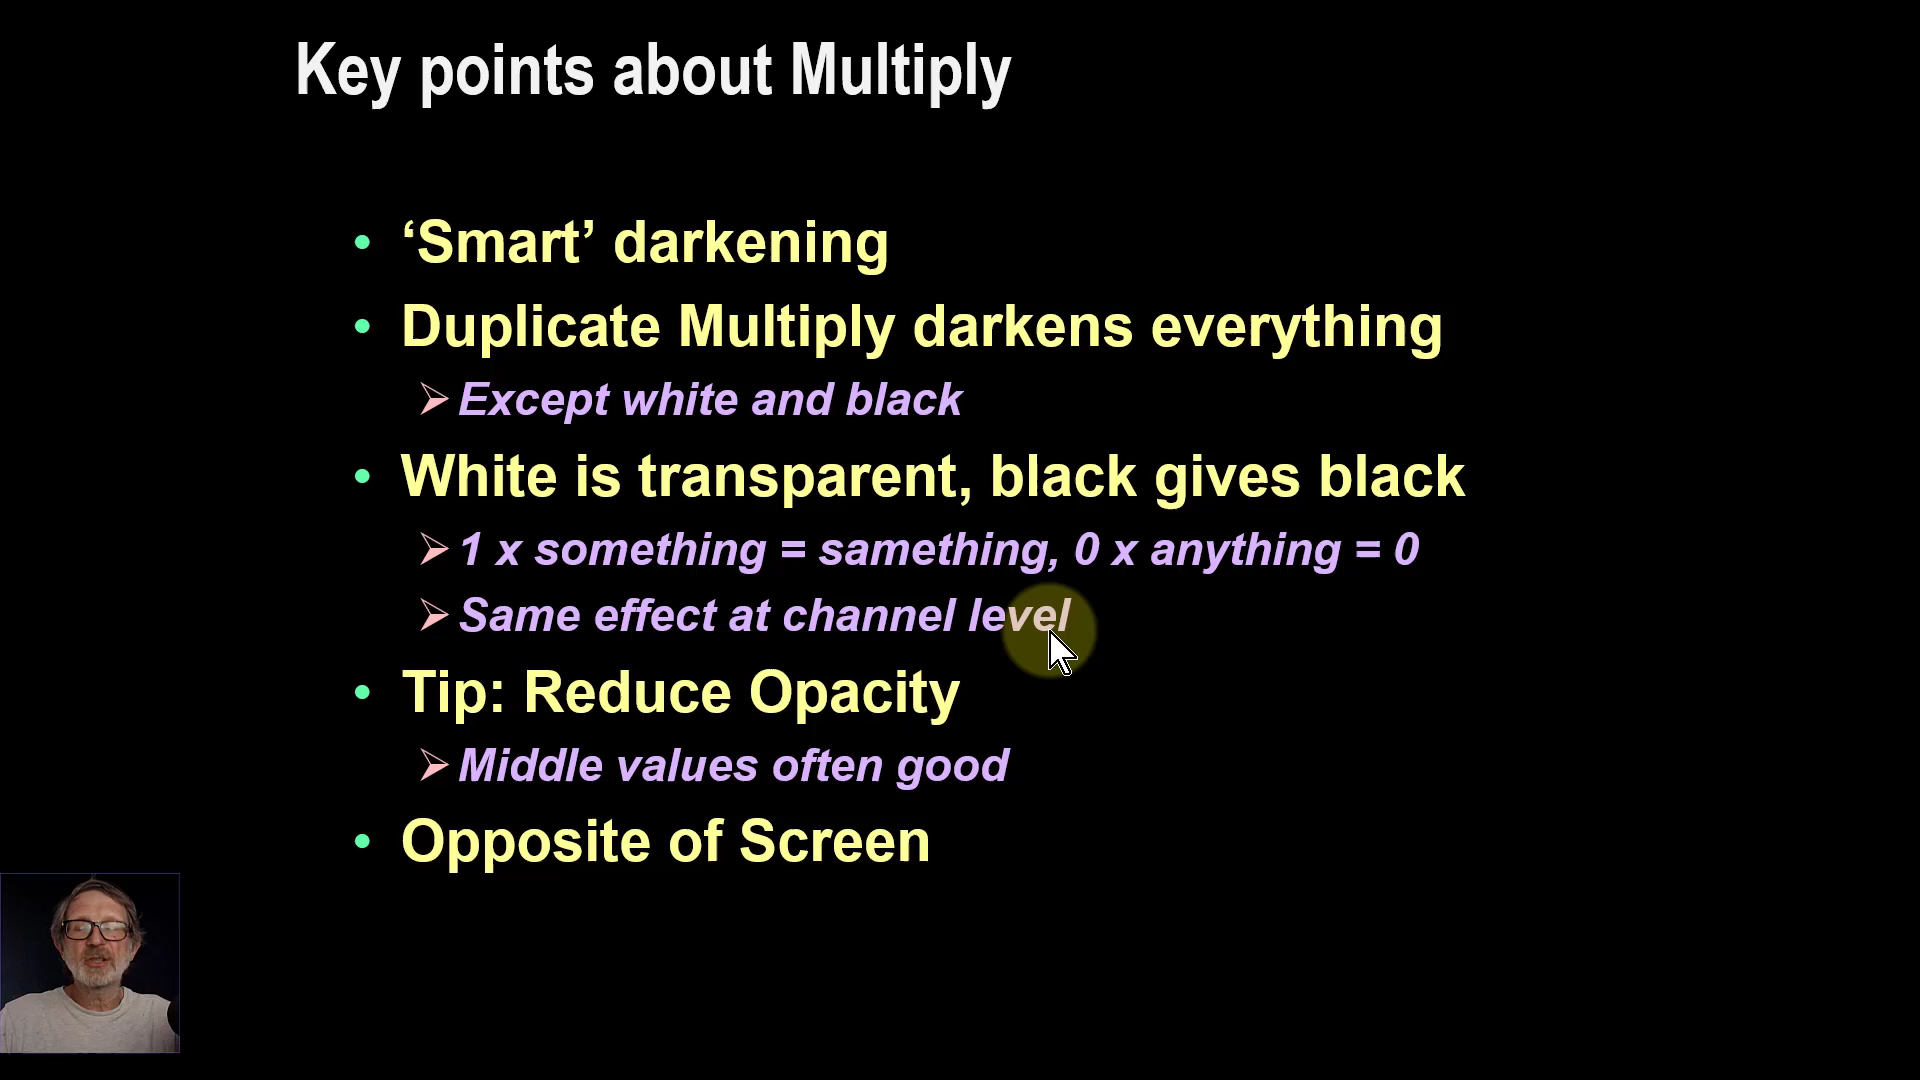 Key points about Multiply
• ‘Smart’ darkening
• Duplicate Multiply darkens everything
➢ Except white and black
• White is transparent, black gives black
➢ 1 x something = samething, 0 x anything = 0
➢ Same effect at channel level
• Tip: Reduce Opacity
➢ Middle values often good
• Opposite of Screen